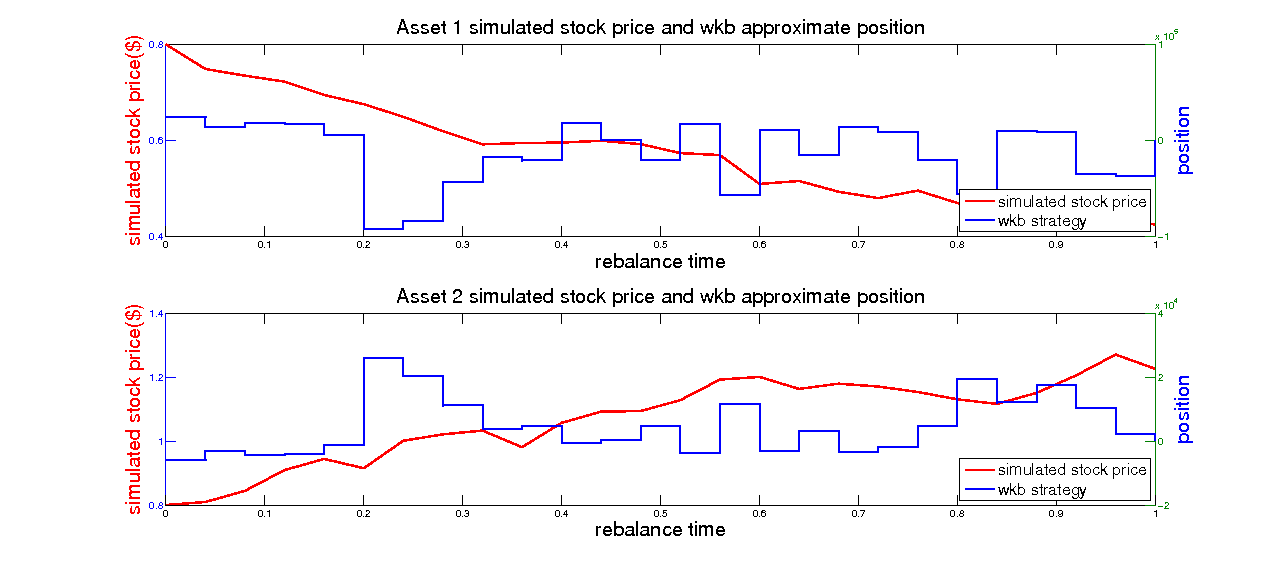 Asset 1 simulated stock price and wkb approximate position
x 10^5
simulated stock price($)
0.8
0.6
0.4
1
0
−1
position
simulated stock price
wkb strategy
0 0.1 0.2 0.3 0.4 0.5 0.6 0.7 0.8 0.9 1
rebalance time
Asset 2 simulated stock price and wkb approximate position
x 10^4
simulated stock price($)
1.4
1.2
1
0.8
4
2
0
−2
position
simulated stock price
wkb strategy
0 0.1 0.2 0.3 0.4 0.5 0.6 0.7 0.8 0.9 1
rebalance time